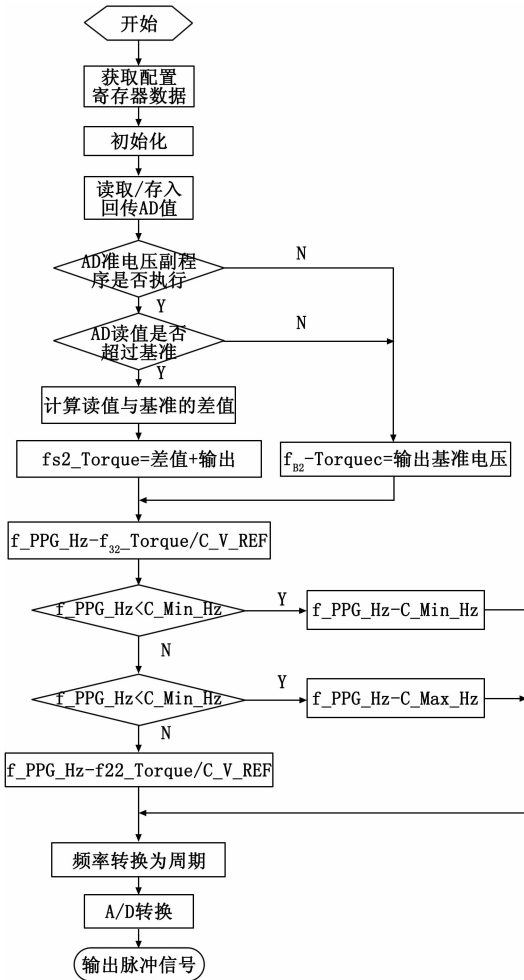 开始
获取配置
寄存器数据
初始化
读取/存入
回传AD值
AD准电压副程
序是否执行
N
Y
AD读值是否
超过基准
N
Y
计算读值与基准的差值
fs2_Torque=差值+输出
f_B2-Torquec=输出基准电压
f_PPG_Hz-f_32_Torque/C_V_REF
f_PPG_Hz<C_Min_Hz
Y
f_PPG_Hz-C_Min_Hz
N
f_PPG_Hz<C_Min_Hz
Y
f_PPG_Hz-C_Max_Hz
N
f_PPG_Hz-f22_Torque/C_V_REF
频率转换为周期
A/D转换
输出脉冲信号